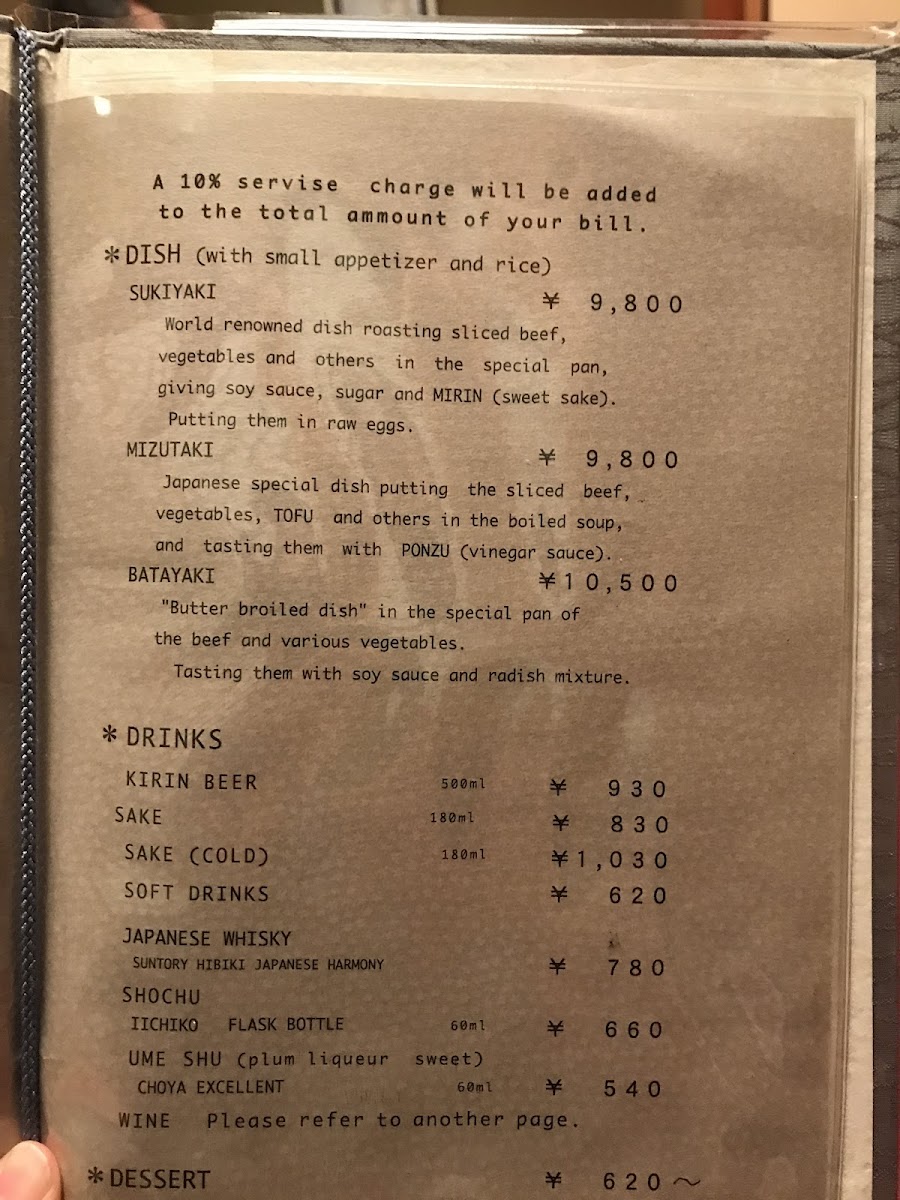 A 10% servise charge will be added
to the total ammount of your bill.
*DISH (with small appetizer and rice)
SUKIYAKI ¥ 9,800
World renowned dish roasting sliced beef,
vegetables and others in the special pan,
giving soy sauce, sugar and MIRIN (sweet sake).
Putting them in raw eggs.
MIZUTAKI ¥ 9,800
Japanese special dish putting the sliced beef,
vegetables, TOFU and others in the boiled soup,
and tasting them with PONZU (vinegar sauce).
BATAYAKI ¥10,500
"Butter broiled dish" in the special pan of
the beef and various vegetables.
Tasting them with soy sauce and radish mixture.
*DRINKS
KIRIN BEER 500ml ¥ 930
SAKE 180ml ¥ 830
SAKE (COLD) 180ml ¥1,030
SOFT DRINKS ¥ 620
JAPANESE WHISKY
SUNTORY HIBIKI JAPANESE HARMONY ¥ 780
SHOCHU
IICHIKO FLASK BOTTLE 60ml ¥ 660
UME SHU (plum liqueur sweet)
CHOYA EXCELLENT 60ml ¥ 540
WINE Please refer to another page.
*DESSERT ¥ 620～